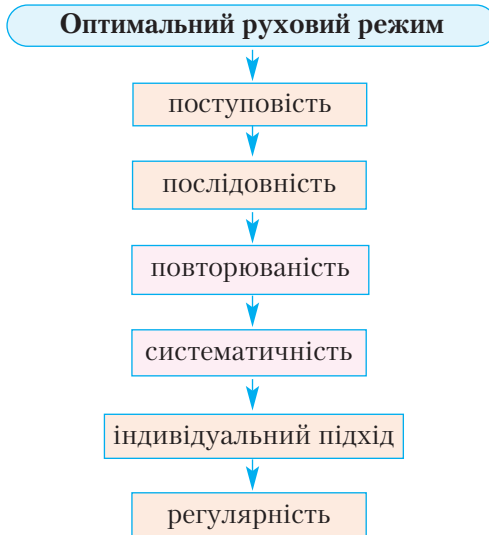 Оптимальний руховий режим
поступовість
послідовність
повторюваність
систематичність
індивідуальний підхід
регулярність